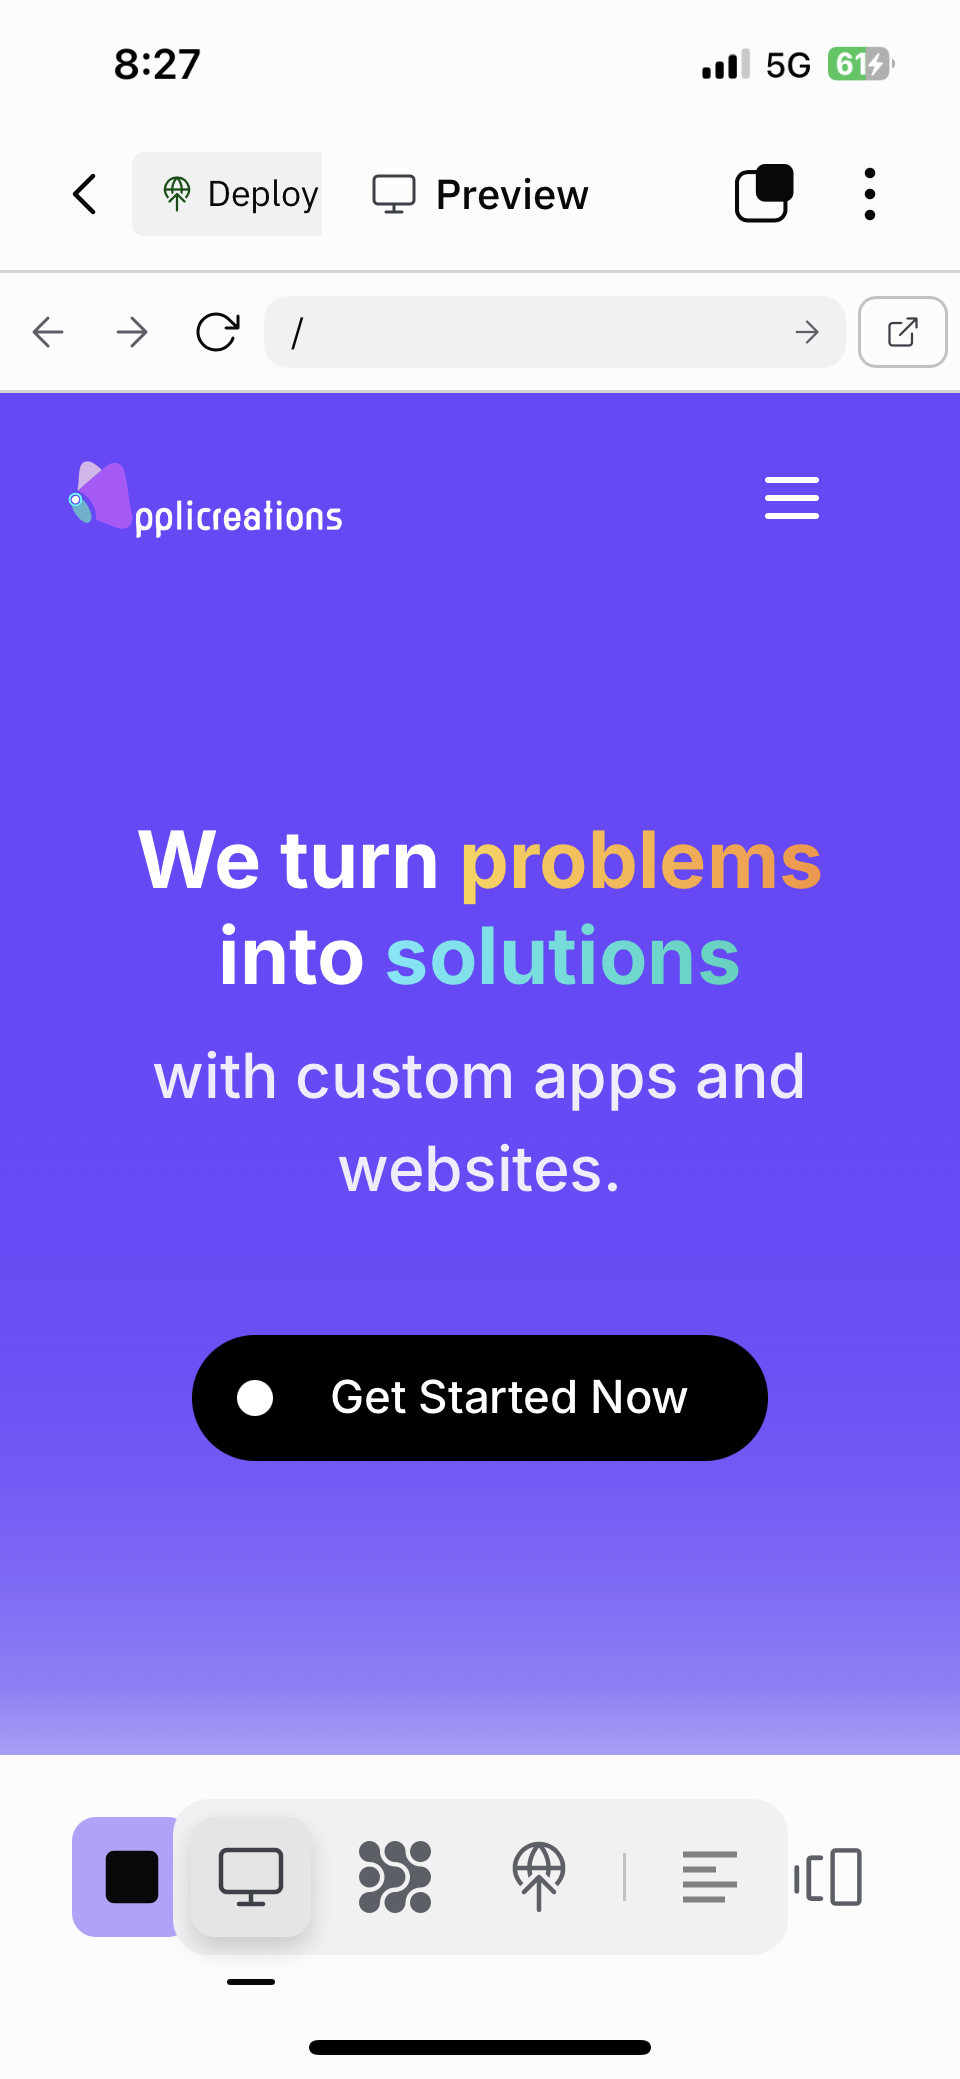 8:27
5G
61
Deploy
Preview
/
pplicreations
We turn problems
into solutions
with custom apps and
websites.
Get Started Now